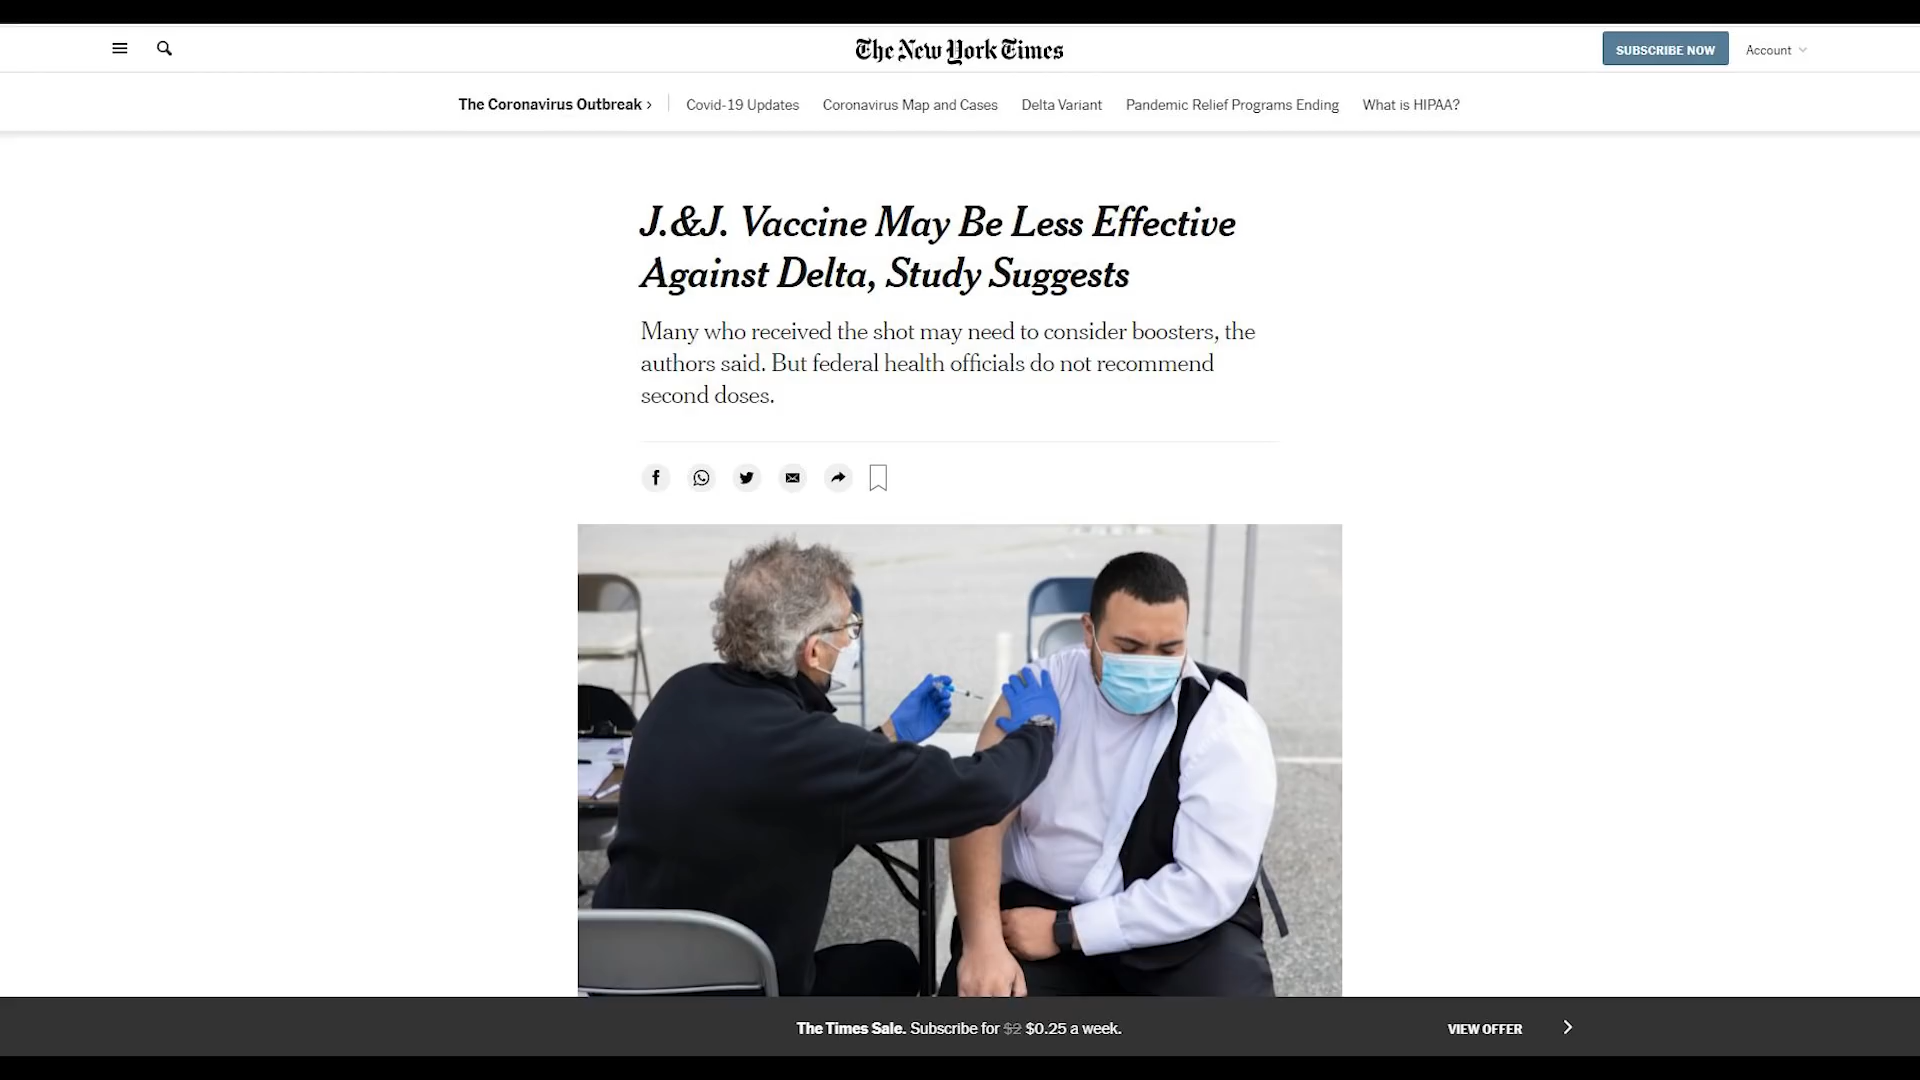 The New York Times
SUBSCRIBE NOW
Account
The Coronavirus Outbreak ›
Covid-19 Updates
Coronavirus Map and Cases
Delta Variant
Pandemic Relief Programs Ending
What is HIPAA?
J.&J. Vaccine May Be Less Effective
Against Delta, Study Suggests
Many who received the shot may need to consider boosters, the
authors said. But federal health officials do not recommend
second doses.
The Times Sale. Subscribe for $2 $0.25 a week.
VIEW OFFER